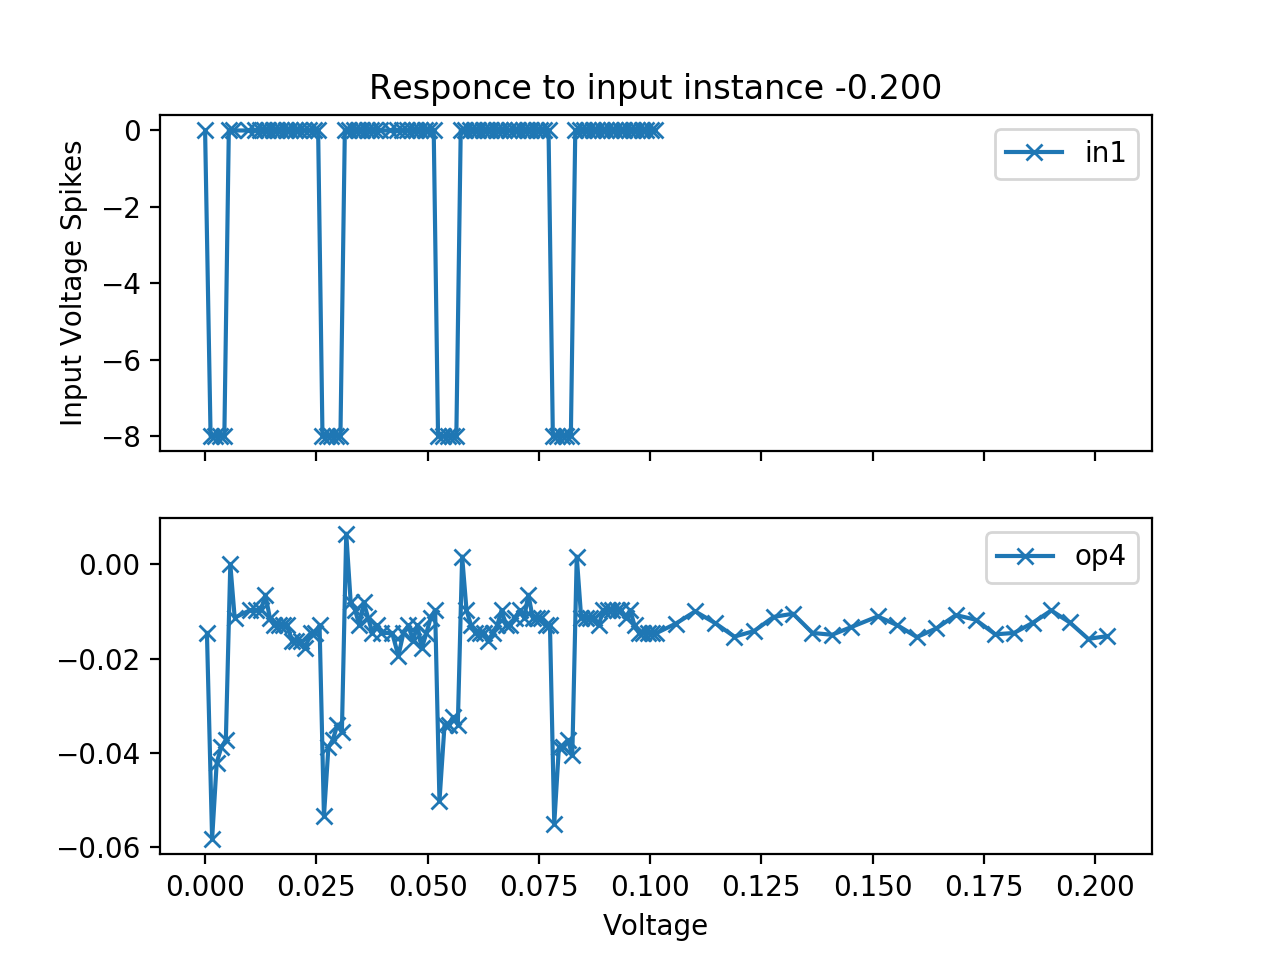 Responce to input instance -0.200
Input Voltage Spikes
0
−2
−4
−6
−8
in1
0.00
−0.02
−0.04
−0.06
op4
0.000 0.025 0.050 0.075 0.100 0.125 0.150 0.175 0.200
Voltage